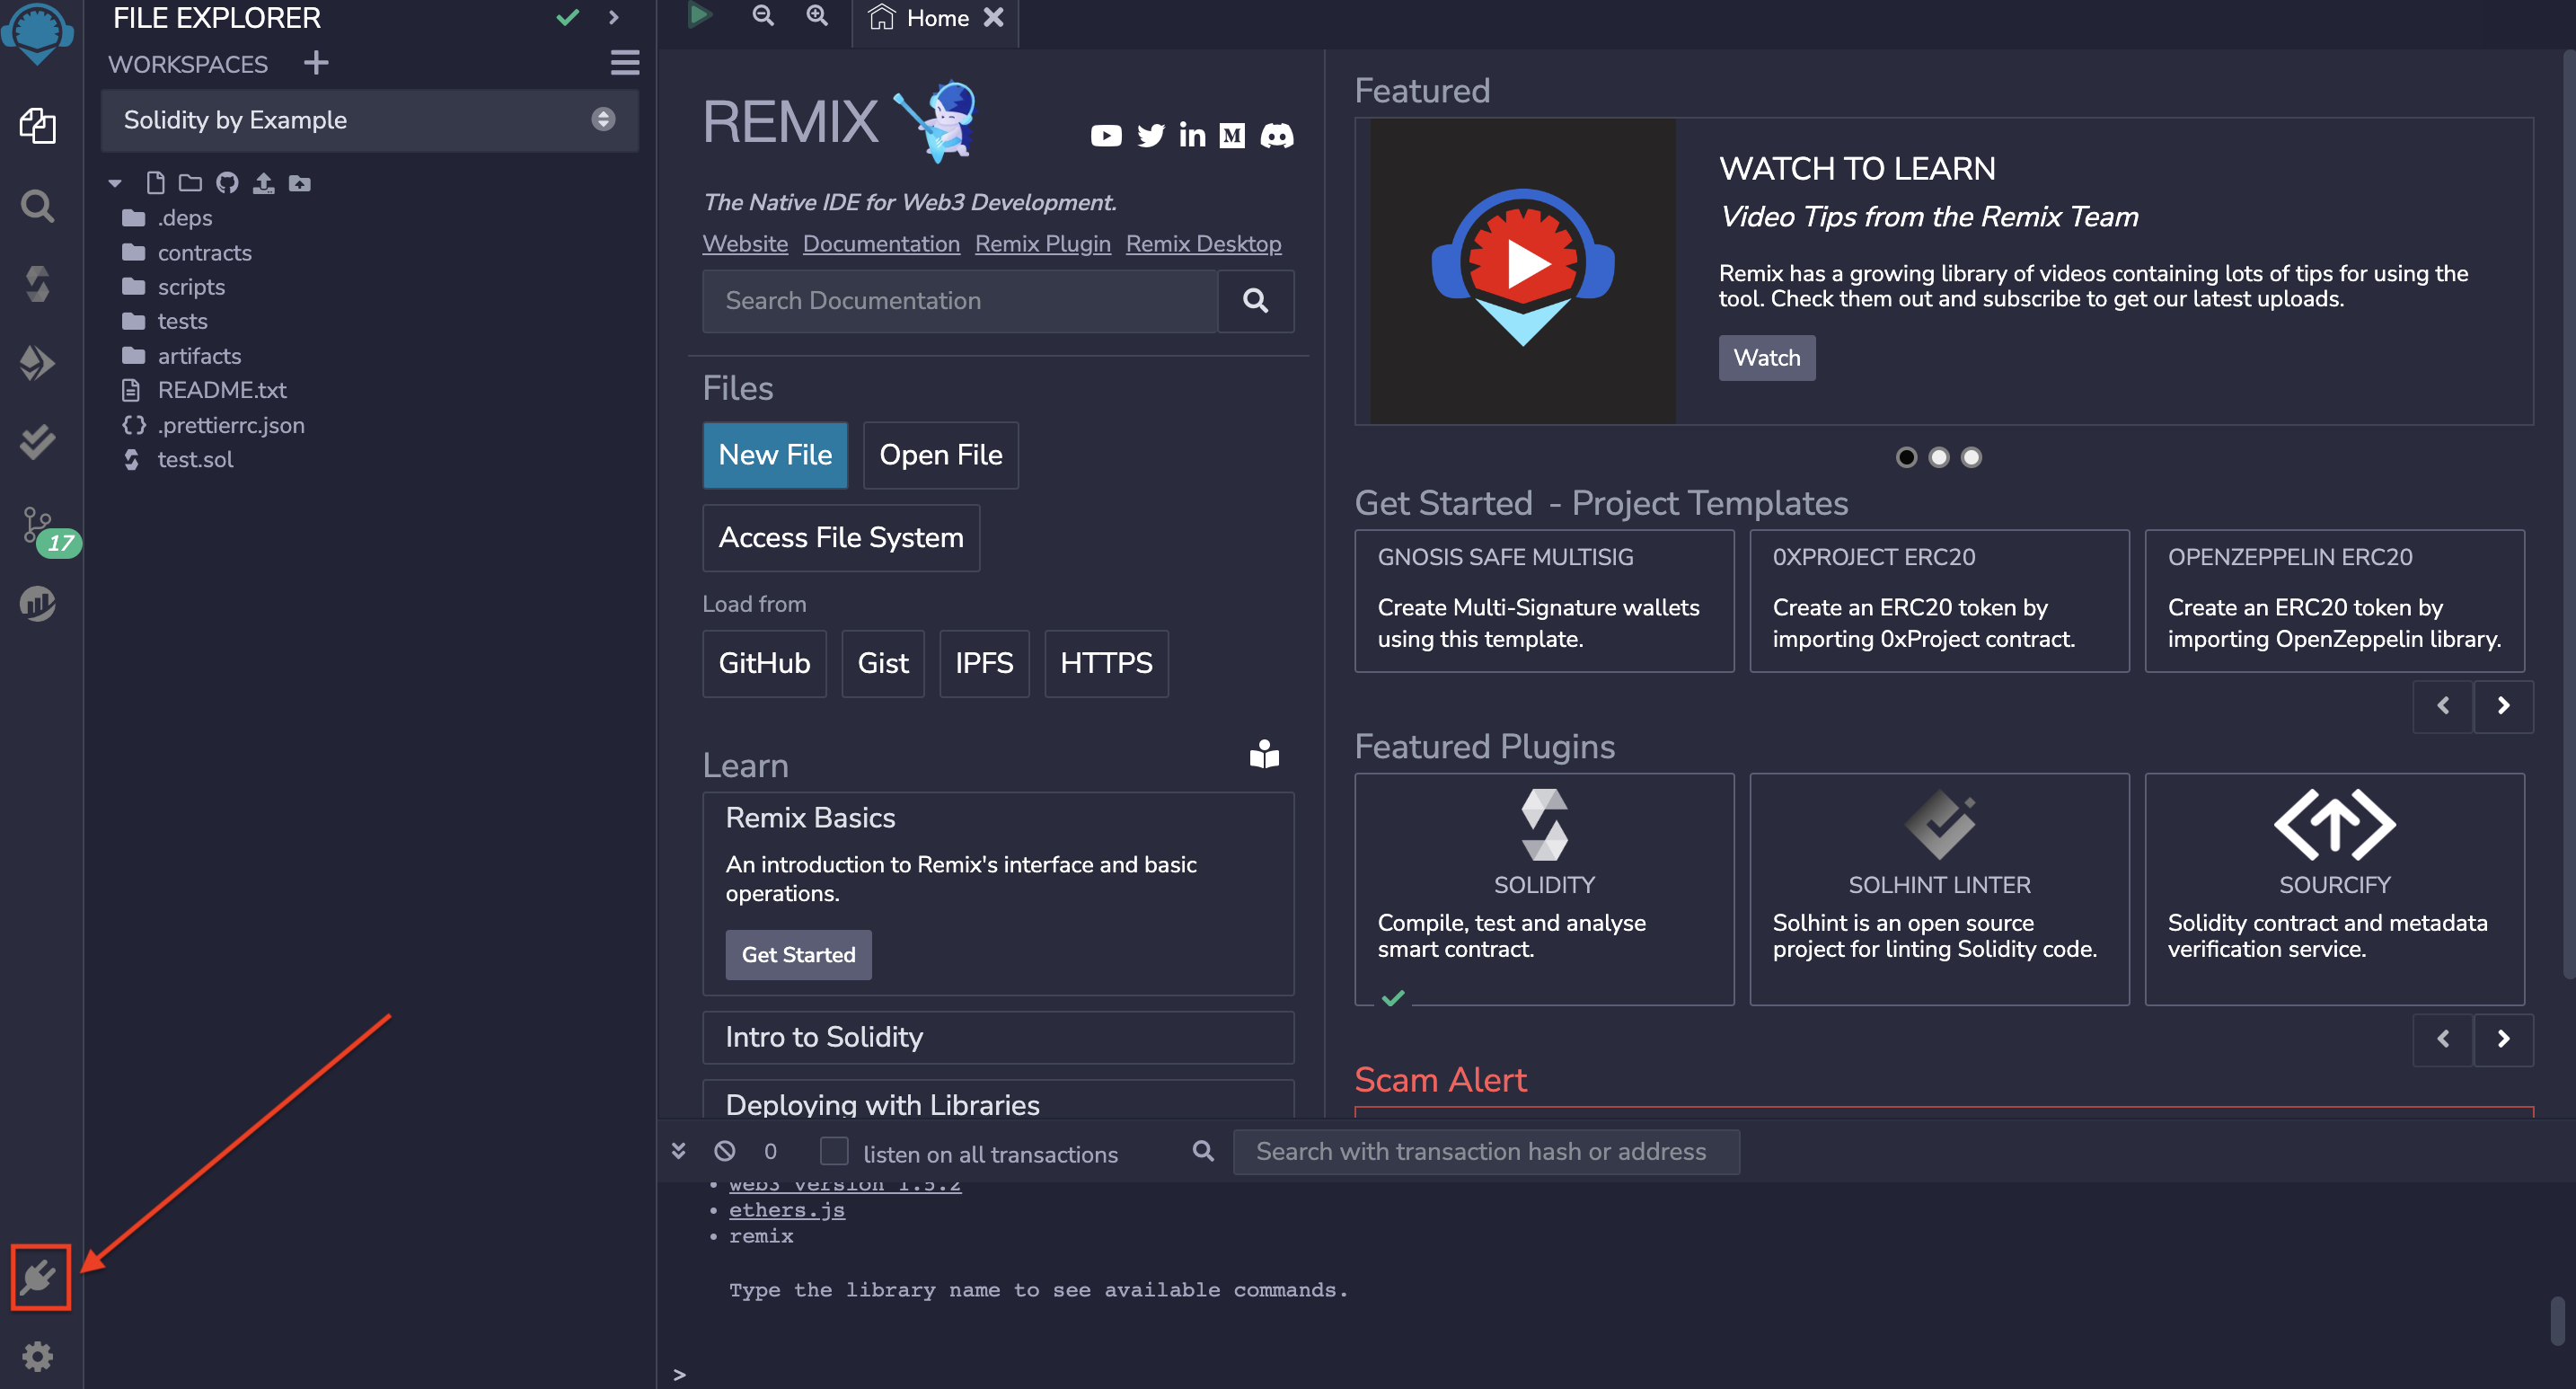 FILE EXPLORER
WORKSPACES
Solidity by Example
.deps
contracts
scripts
tests
artifacts
README.txt
.prettierrc.json
test.sol
17
Home
REMIX
The Native IDE for Web3 Development.
Website Documentation Remix Plugin Remix Desktop
Search Documentation
Files
New File Open File
Access File System
Load from
GitHub Gist IPFS HTTPS
Learn
Remix Basics
An introduction to Remix's interface and basic
operations.
Get Started
Intro to Solidity
Deploying with Libraries
Featured
WATCH TO LEARN
Video Tips from the Remix Team
Remix has a growing library of videos containing lots of tips for using the
tool. Check them out and subscribe to get our latest uploads.
Watch
Get Started - Project Templates
GNOSIS SAFE MULTISIG
Create Multi-Signature wallets
using this template.
0XPROJECT ERC20
Create an ERC20 token by
importing 0xProject contract.
OPENZEPPELIN ERC20
Create an ERC20 token by
importing OpenZeppelin library.
Featured Plugins
SOLIDITY
Compile, test and analyse
smart contract.
SOLHINT LINTER
Solhint is an open source
project for linting Solidity code.
SOURCIFY
Solidity contract and metadata
verification service.
Scam Alert
0 listen on all transactions Search with transaction hash or address
• web3 version 1.5.2
• ethers.js
• remix
Type the library name to see available commands.
>